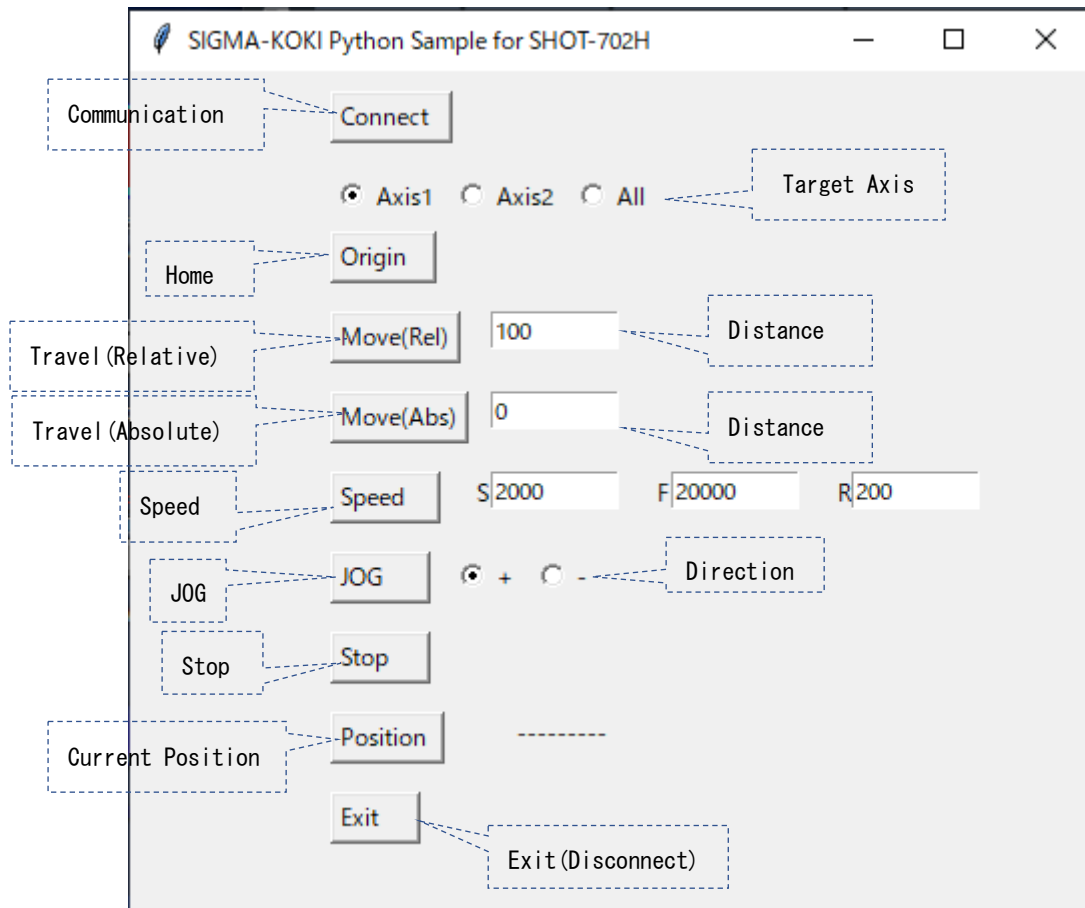 SIGMA-KOKI Python Sample for SHOT-702H
Communication
Connect
Axis1 Axis2 All
Target Axis
Home
Origin
Travel(Relative)
Move(Rel) 100
Distance
Travel(Absolute)
Move(Abs) 0
Distance
Speed
Speed S 2000 F 20000 R 200
JOG
JOG + -
Direction
Stop
Stop
Current Position
Position ---------
Exit
Exit(Disconnect)